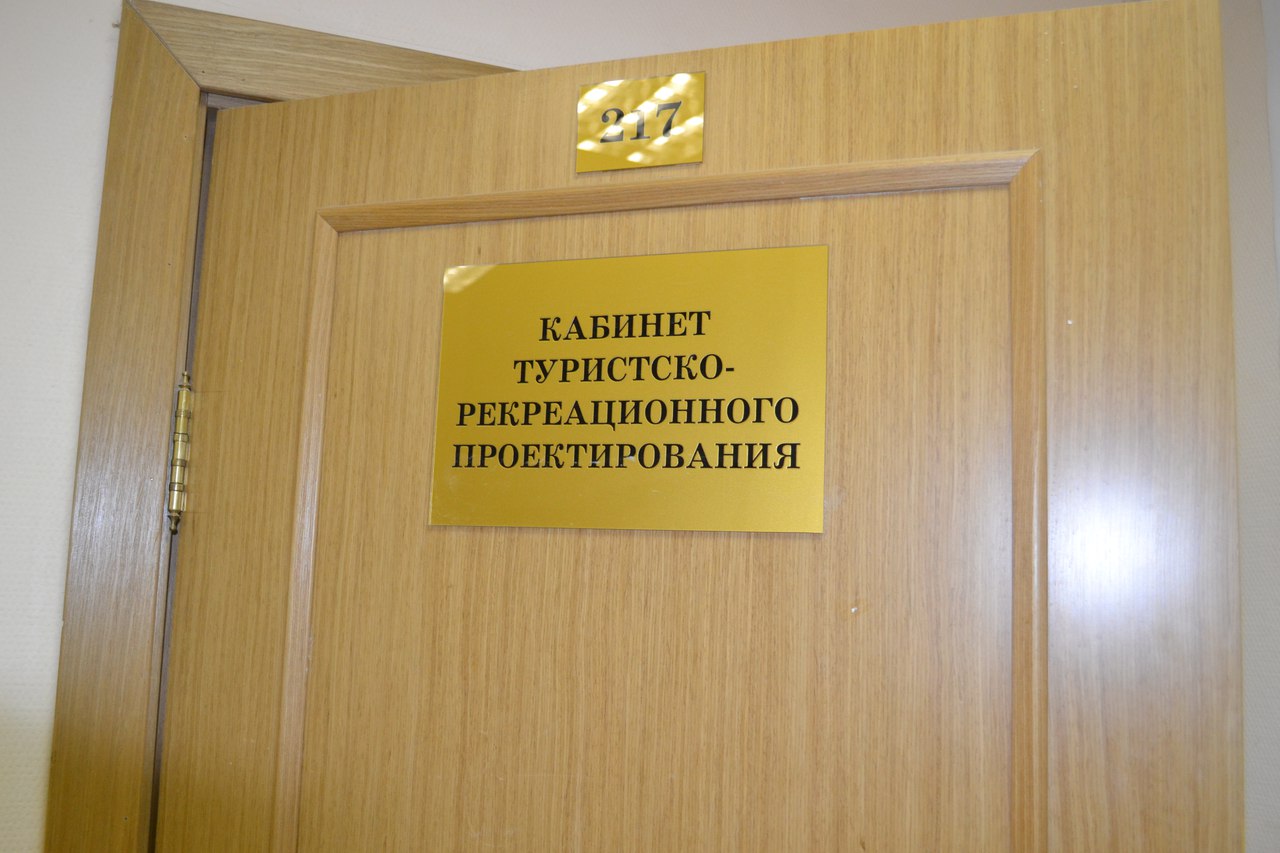 217
КАБИНЕТ
ТУРИСТСКО-
РЕКРЕАЦИОННОГО
ПРОЕКТИРОВАНИЯ